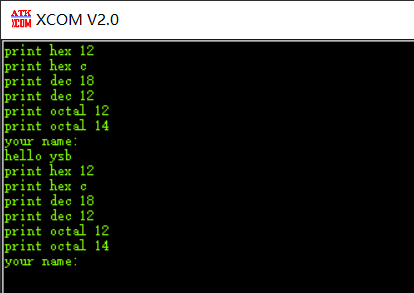 ATK
XCOM
XCOM V2.0
print hex 12
print hex c
print dec 18
print dec 12
print octal 12
print octal 14
your name:
hello ysb
print hex 12
print hex c
print dec 18
print dec 12
print octal 12
print octal 14
your name: